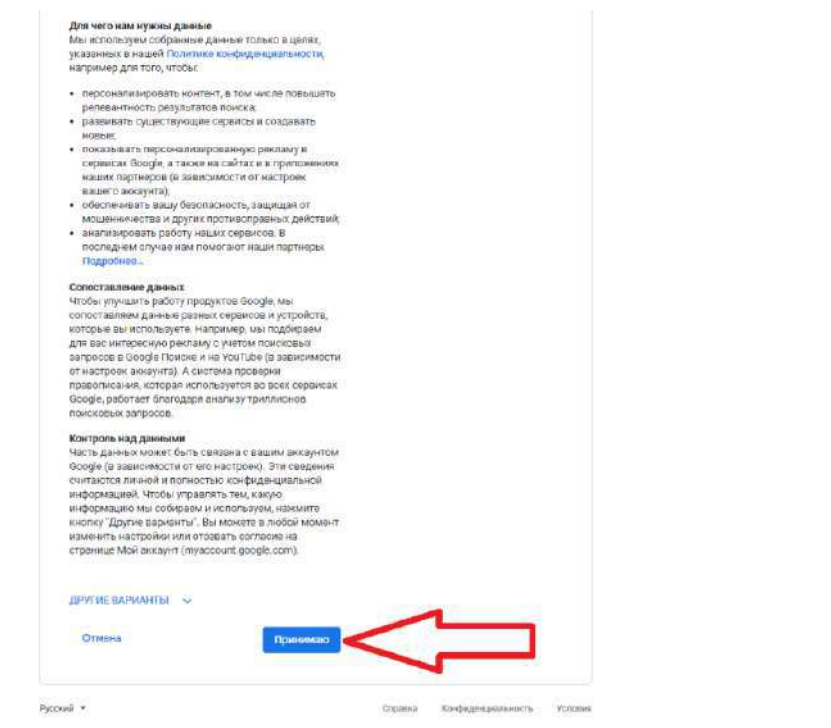 Для чего нам нужны данные
Мы используем собранные данные только в целях,
указанных в нашей Политике конфиденциальности,
например для того, чтобы:
• персонализировать контент, в том числе повышать
релевантность результатов поиска;
• развивать существующие сервисы и создавать
новые;
• показывать персонализированную рекламу в
сервисах Google, а также на сайтах и в приложениях
наших партнеров (в зависимости от настроек
вашего аккаунта);
• обеспечивать вашу безопасность, защищая от
мошенничества и других противоправных действий;
• анализировать работу наших сервисов. В
последнем случае нам помогают наши партнеры.
Подробнее...
Сопоставление данных
Чтобы улучшить работу продуктов Google, мы
сопоставляем данные разных сервисов и устройств,
которые вы используете. Например, мы подбираем
для вас интересную рекламу с учетом поисковых
запросов в Google Поиске и на YouTube (в зависимости
от настроек аккаунта). А система проверки
правописания, которая используется во всех сервисах
Google, работает благодаря анализу триллионов
поисковых запросов.
Контроль над данными
Часть данных может быть связана с вашим аккаунтом
Google (в зависимости от его настроек). Эти сведения
считаются личной и полностью конфиденциальной
информацией. Чтобы управлять тем, какую
информацию мы собираем и используем, нажмите
кнопку "Другие варианты". Вы можете в любой момент
изменить настройки или отозвать согласие на
странице Мой аккаунт (myaccount.google.com).
ДРУГИЕ ВАРИАНТЫ
Отмена Принимаю
Русский Справка Конфиденциальность Условия